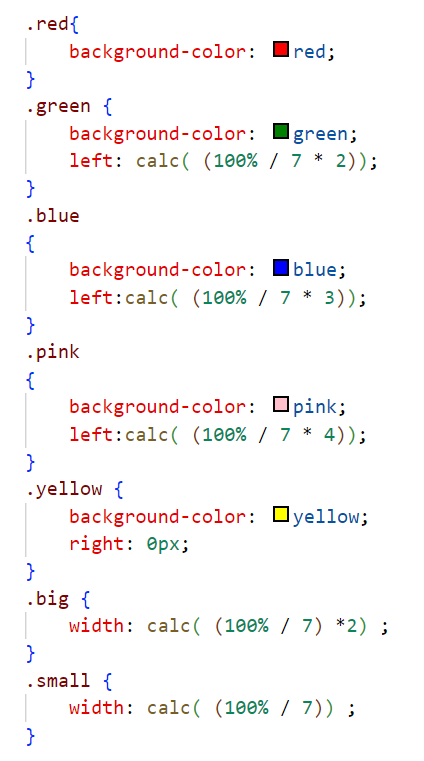 .red{
    background-color: red;
}
.green {
    background-color: green;
    left: calc( (100% / 7 * 2));
}
.blue
{
    background-color: blue;
    left:calc( (100% / 7 * 3));
}
.pink
{
    background-color: pink;
    left:calc( (100% / 7 * 4));
}
.yellow {
    background-color: yellow;
    right: 0px;
}
.big {
    width: calc( (100% / 7) *2) ;
}
.small {
    width: calc( (100% / 7)) ;
}